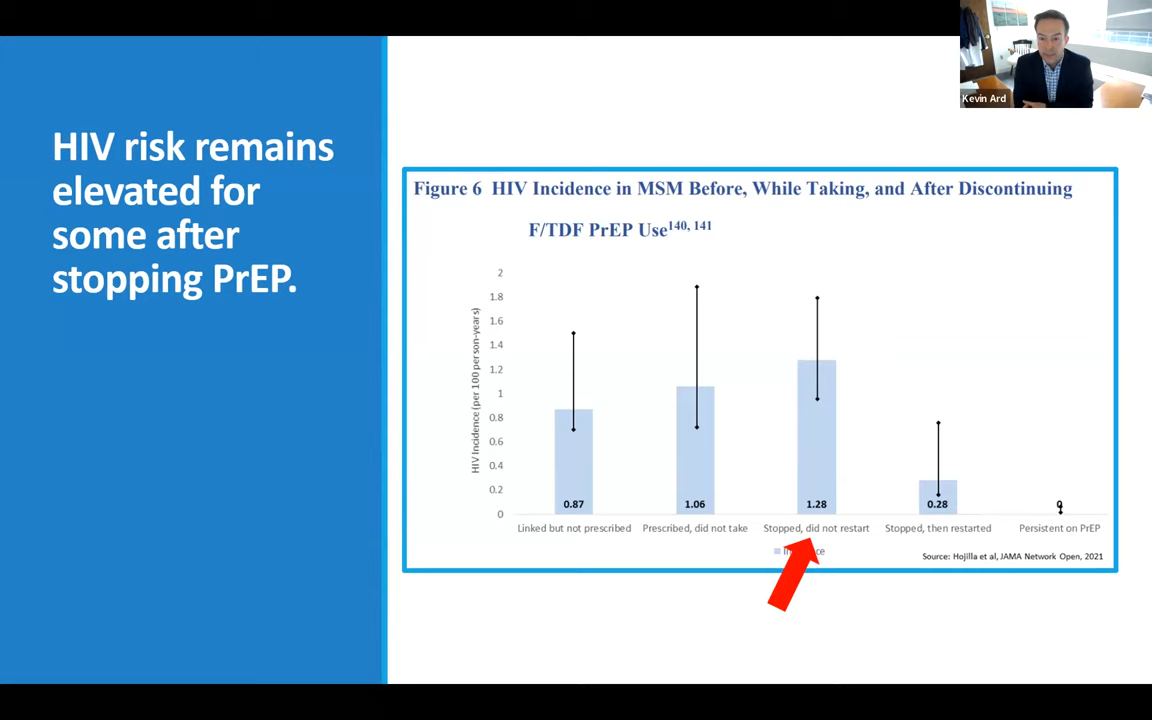 HIV risk remains
elevated for
some after
stopping PrEP.
Kevin Ard
Figure 6 HIV Incidence in MSM Before, While Taking, and After Discontinuing
F/TDF PrEP Use140, 141
HIV Incidence (per 100 person-years)
2
1.8
1.6
1.4
1.2
1
0.8
0.6
0.4
0.2
0
0.87
1.06
1.28
0.28
0
Linked but not prescribed
Prescribed, did not take
Stopped, did not restart
Stopped, then restarted
Persistent on PrEP
Source: Hojilla et al, JAMA Network Open, 2021